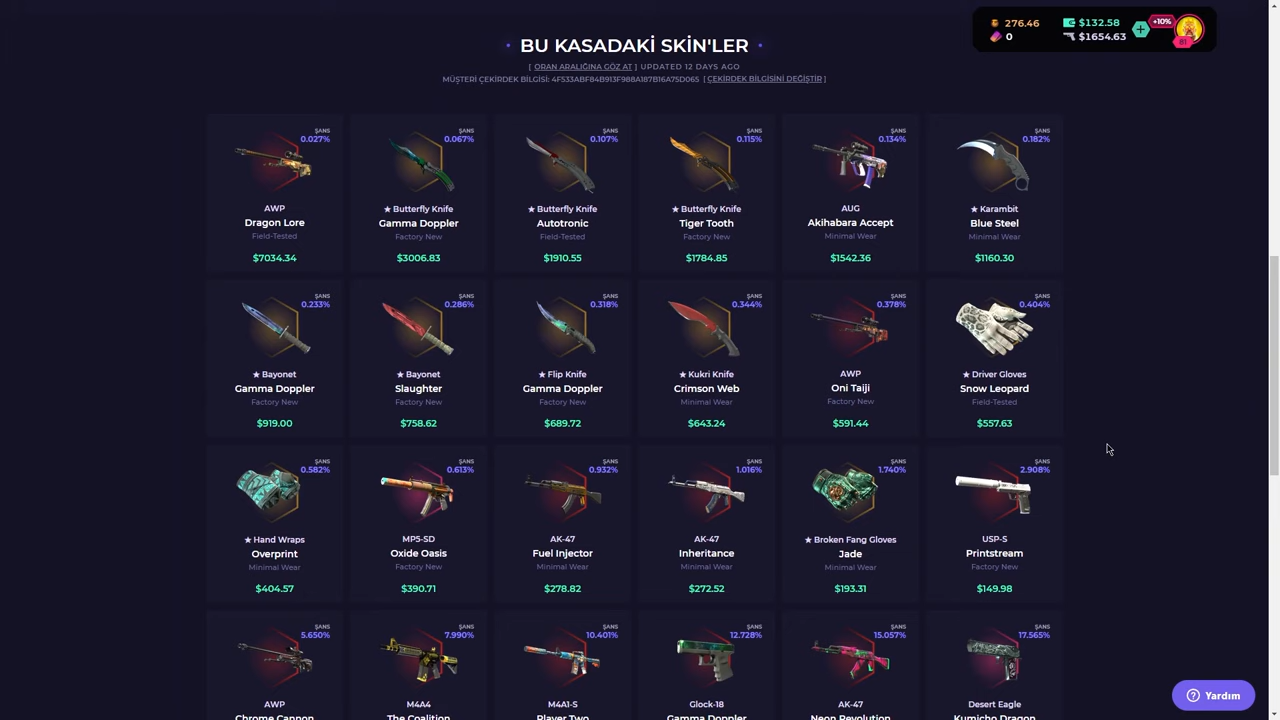 276.46
$132.58
+10%
0
$1654.63
81
BU KASADAKİ SKİN'LER
[ ORAN ARALIĞINA GÖZ AT ] UPDATED 12 DAYS AGO
MÜŞTERİ ÇEKİRDEK BİLGİSİ: 4F533ABF84B913F988A187B16A75D065 [ ÇEKİRDEK BİLGİSİNİ DEĞİŞTİR ]
ŞANS
0.027%
AWP
Dragon Lore
Field-Tested
$7034.34
ŞANS
0.067%
★ Butterfly Knife
Gamma Doppler
Factory New
$3006.83
ŞANS
0.107%
★ Butterfly Knife
Autotronic
Field-Tested
$1910.55
ŞANS
0.115%
★ Butterfly Knife
Tiger Tooth
Factory New
$1784.85
ŞANS
0.134%
AUG
Akihabara Accept
Minimal Wear
$1542.36
ŞANS
0.182%
★ Karambit
Blue Steel
Minimal Wear
$1160.30
ŞANS
0.233%
★ Bayonet
Gamma Doppler
Factory New
$919.00
ŞANS
0.286%
★ Bayonet
Slaughter
Factory New
$758.62
ŞANS
0.318%
★ Flip Knife
Gamma Doppler
Factory New
$689.72
ŞANS
0.344%
★ Kukri Knife
Crimson Web
Minimal Wear
$643.24
ŞANS
0.378%
AWP
Oni Taiji
Factory New
$591.44
ŞANS
0.404%
★ Driver Gloves
Snow Leopard
Field-Tested
$557.63
ŞANS
0.582%
★ Hand Wraps
Overprint
Minimal Wear
$404.57
ŞANS
0.613%
MP5-SD
Oxide Oasis
Factory New
$390.71
ŞANS
0.932%
AK-47
Fuel Injector
Minimal Wear
$278.82
ŞANS
1.016%
AK-47
Inheritance
Minimal Wear
$272.52
ŞANS
1.740%
★ Broken Fang Gloves
Jade
Minimal Wear
$193.31
ŞANS
2.908%
USP-S
Printstream
Factory New
$149.98
ŞANS
5.650%
AWP
Chrome Cannon
ŞANS
7.990%
M4A4
The Coalition
ŞANS
10.401%
M4A1-S
Player Two
ŞANS
12.728%
Glock-18
Gamma Doppler
ŞANS
15.057%
AK-47
Neon Revolution
ŞANS
17.565%
Desert Eagle
Kumicho Dragon
Yardım